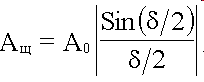 Aщ = A0 |Sin(δ/2) / δ/2|.